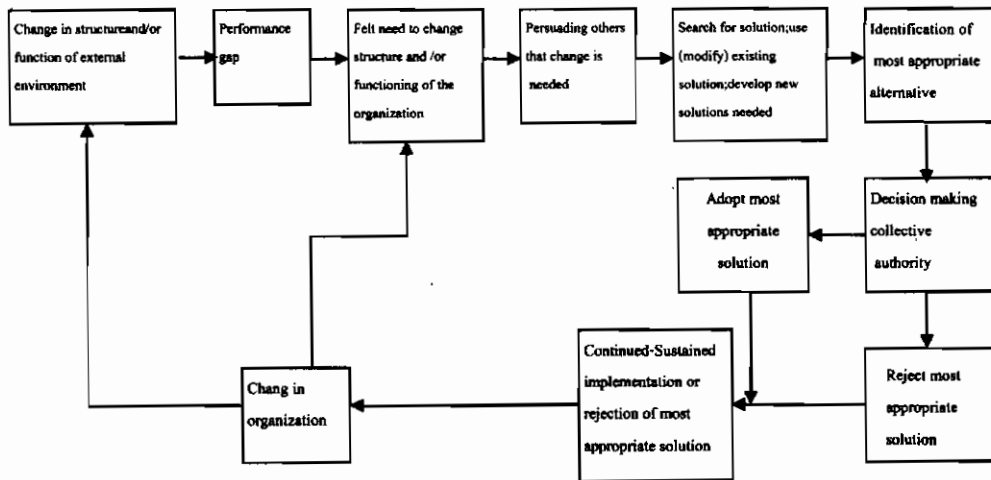 Change in structureand/or
function of external
environment
Performance
gap
Felt need to change
structure and /or
functioning of the
organization
Persuading others
that change is
needed
Search for solution;use
(modify) existing
solution;develop new
solutions needed
Identification of
most appropriate
alternative
Adopt most
appropriate
solution
Decision making
collective
authority
Chang in
organization
Continued-Sustained
implementation or
rejection of most
appropriate solution
Reject most
appropriate
solution